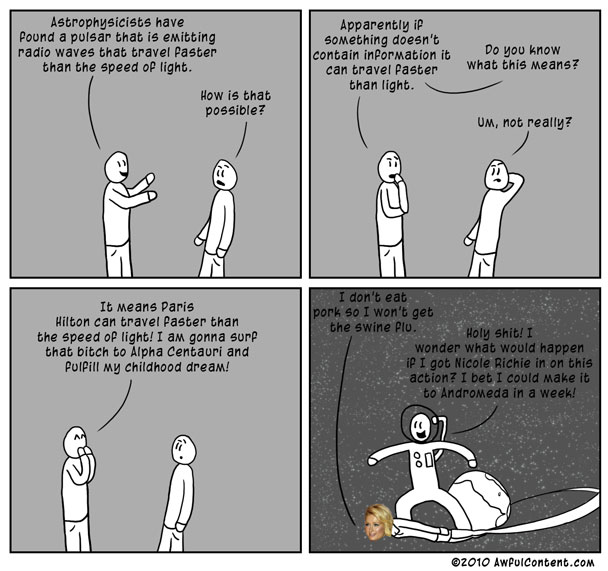 Astrophysicists have
found a pulsar that is emitting
radio waves that travel faster
than the speed of light.
How is that
possible?
Apparently if
something doesn't
contain information it
can travel faster
than light.
Do you know
what this means?
Um, not really?
It means Paris
Hilton can travel faster than
the speed of light! I am gonna surf
that bitch to Alpha Centauri and
fulfill my childhood dream!
I don't eat
pork so I won't get
the swine flu.
Holy shit! I
wonder what would happen
if I got Nicole Richie in on this
action? I bet I could make it
to Andromeda in a week!
©2010 AwfulContent.com